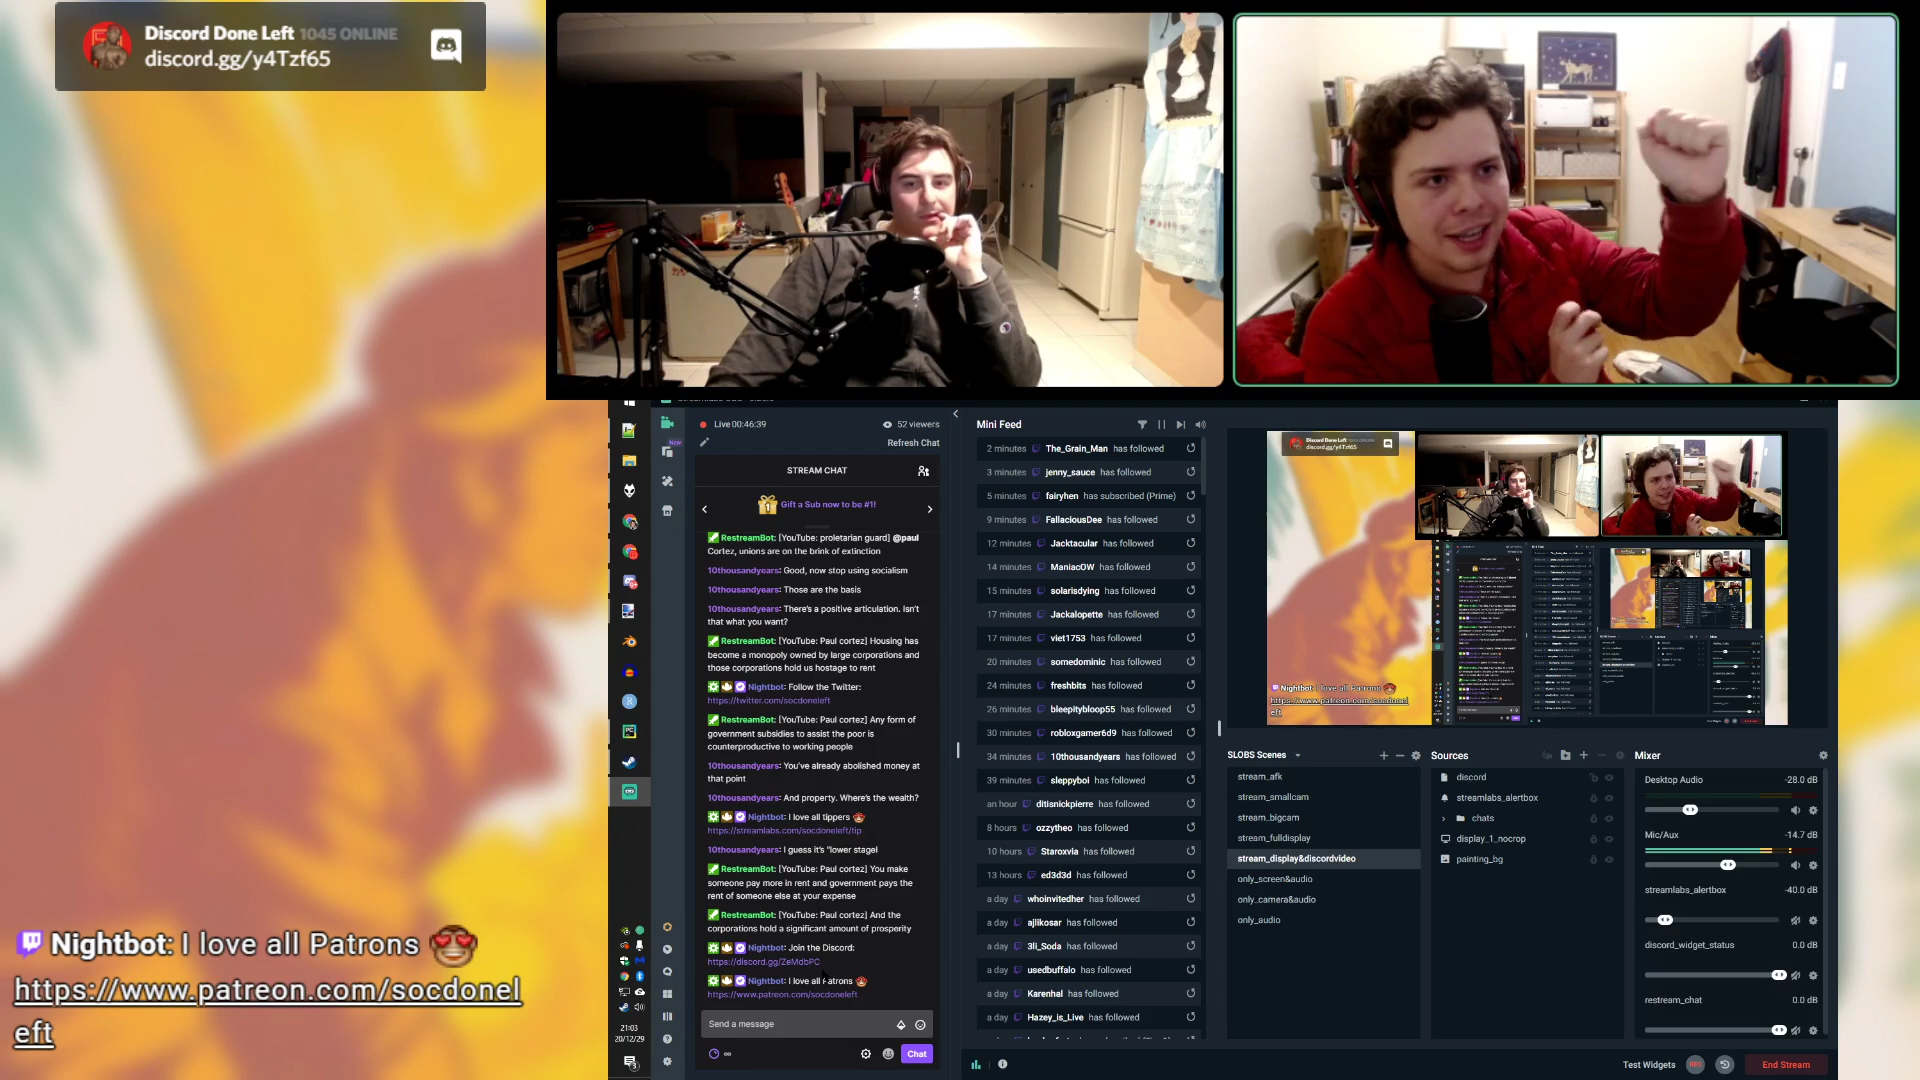 Discord Done Left 1045 ONLINE
discord.gg/y4Tzf65
Nightbot: I love all Patrons
https://www.patreon.com/socdonel
eft
Live 00:46:39
52 viewers
Refresh Chat
New
STREAM CHAT
Gift a Sub now to be #1!
RestreamBot: [YouTube: proletarian guard] @paul
Cortez, unions are on the brink of extinction
10thousandyears: Good, now stop using socialism
10thousandyears: Those are the basis
10thousandyears: There's a positive articulation. Isn't
that what you want?
RestreamBot: [YouTube: Paul cortez] Housing has
become a monopoly owned by large corporations and
those corporations hold us hostage to rent
Nightbot: Follow the Twitter:
https://twitter.com/socdoneleft
RestreamBot: [YouTube: Paul cortez] Any form of
government subsidies to assist the poor is
counterproductive to working people
10thousandyears: You've already abolished money at
that point
10thousandyears: And property. Where's the wealth?
Nightbot: I love all tippers
https://streamlabs.com/socdoneleft/tip
10thousandyears: I guess it's "lower stagel
RestreamBot: [YouTube: Paul cortez] You make
someone pay more in rent and government pays the
rent of someone else at your expense
RestreamBot: [YouTube: Paul cortez] And the
corporations hold a significant amount of prosperity
Nightbot: Join the Discord:
https://discord.gg/ZeMdbPC
Nightbot: I love all Patrons
https://www.patreon.com/socdoneleft
Send a message
Chat
21:03
20/12/29
Mini Feed
2 minutes The_Grain_Man has followed
3 minutes jenny_sauce has followed
5 minutes fairyhen has subscribed (Prime)
9 minutes FallaciousDee has followed
12 minutes Jacktacular has followed
14 minutes ManiacOW has followed
15 minutes solarisdying has followed
17 minutes Jackalopette has followed
17 minutes viet1753 has followed
20 minutes somedominic has followed
24 minutes freshbits has followed
26 minutes bleepitybloop55 has followed
30 minutes robloxgamer6d9 has followed
34 minutes 10thousandyears has followed
39 minutes sleppyboi has followed
an hour ditisnickpierre has followed
8 hours ozzytheo has followed
10 hours Staroxvia has followed
13 hours ed3d3d has followed
a day whoinvitedher has followed
a day ajlikosar has followed
a day 3li_Soda has followed
a day usedbuffalo has followed
a day Karenhal has followed
a day Hazey_is_Live has followed
Discord Done Left
discord.gg/y4Tzf65
Nightbot: I love all Patrons
https://www.patreon.com/socdonel
eft
SLOBS Scenes
stream_afk
stream_smallcam
stream_bigcam
stream_fulldisplay
stream_display&discordvideo
only_screen&audio
only_camera&audio
only_audio
Sources
discord
streamlabs_alertbox
chats
display_1_nocrop
painting_bg
Mixer
Desktop Audio -28.0 dB
Mic/Aux -14.7 dB
streamlabs_alertbox -40.0 dB
discord_widget_status 0.0 dB
restream_chat 0.0 dB
Test Widgets
REC
End Stream